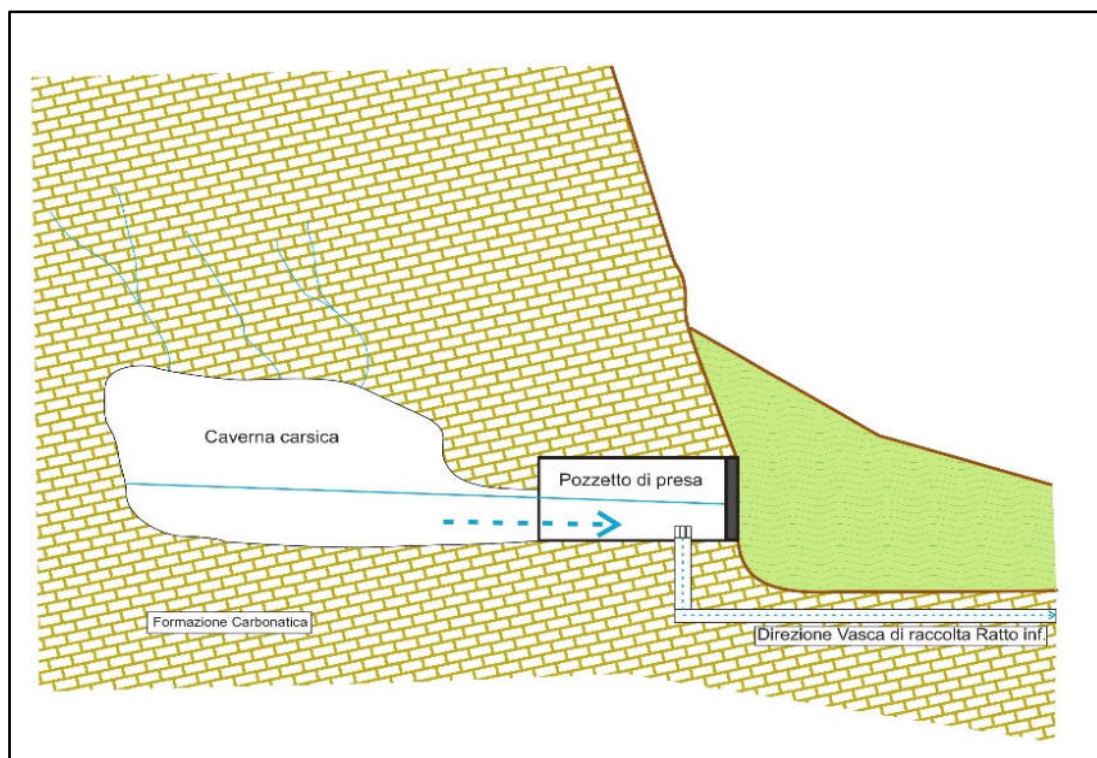 Caverna carsica
Pozzetto di presa
Formazione Carbonatica
Direzione Vasca di raccolta Ratto inf.